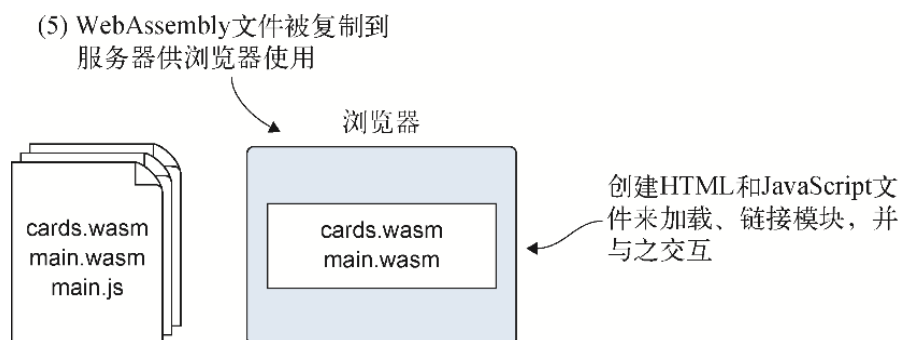 (5) WebAssembly文件被复制到
服务器供浏览器使用
浏览器
cards.wasm
main.wasm
main.js
cards.wasm
main.wasm
创建HTML和JavaScript文
件来加载、链接模块，并
与之交互